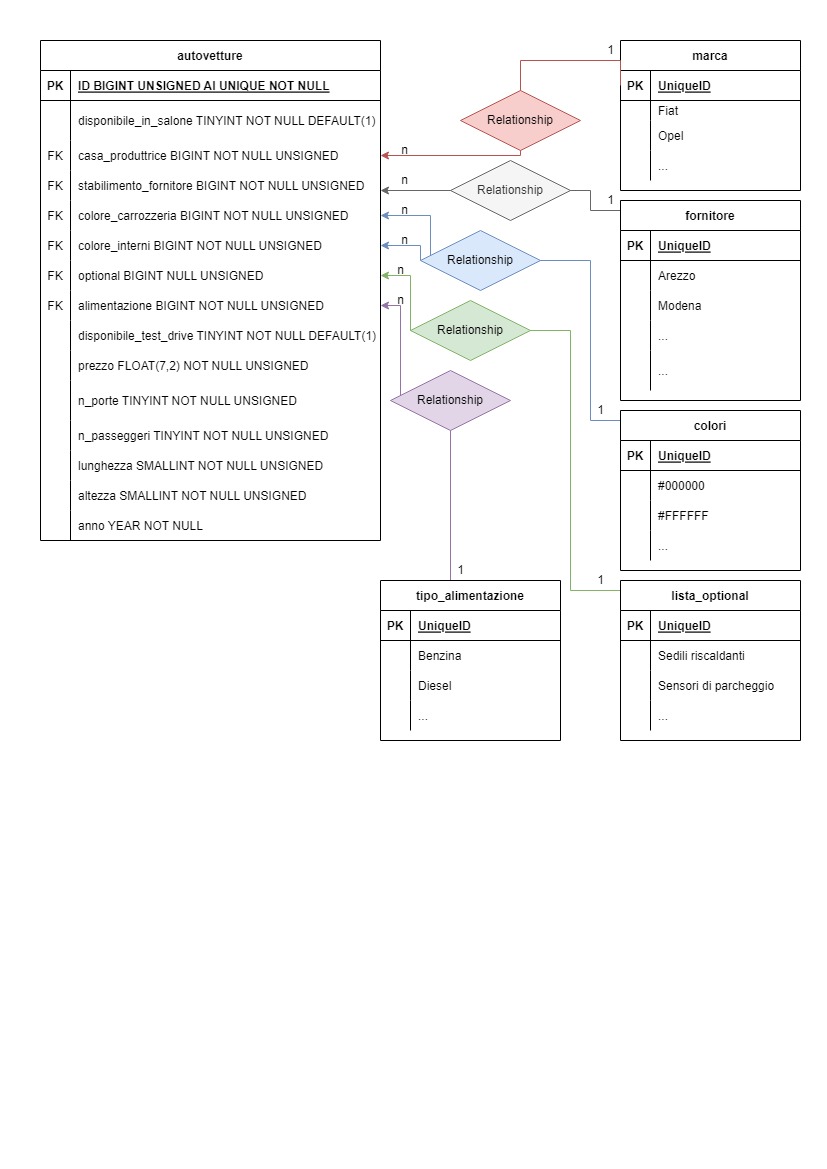 autovetture
PK ID BIGINT UNSIGNED AI UNIQUE NOT NULL
disponibile_in_salone TINYINT NOT NULL DEFAULT(1)
FK casa_produttrice BIGINT NOT NULL UNSIGNED
FK stabilimento_fornitore BIGINT NOT NULL UNSIGNED
FK colore_carrozzeria BIGINT NOT NULL UNSIGNED
FK colore_interni BIGINT NOT NULL UNSIGNED
FK optional BIGINT NULL UNSIGNED
FK alimentazione BIGINT NOT NULL UNSIGNED
disponibile_test_drive TINYINT NOT NULL DEFAULT(1)
prezzo FLOAT(7,2) NOT NULL UNSIGNED
n_porte TINYINT NOT NULL UNSIGNED
n_passeggeri TINYINT NOT NULL UNSIGNED
lunghezza SMALLINT NOT NULL UNSIGNED
altezza SMALLINT NOT NULL UNSIGNED
anno YEAR NOT NULL
n
Relationship
1
n
Relationship
1
n
n
Relationship
1
n
Relationship
1
n
Relationship
1
marca
PK UniqueID
Fiat
Opel
...
fornitore
PK UniqueID
Arezzo
Modena
...
...
colori
PK UniqueID
#000000
#FFFFFF
...
tipo_alimentazione
PK UniqueID
Benzina
Diesel
...
lista_optional
PK UniqueID
Sedili riscaldanti
Sensori di parcheggio
...